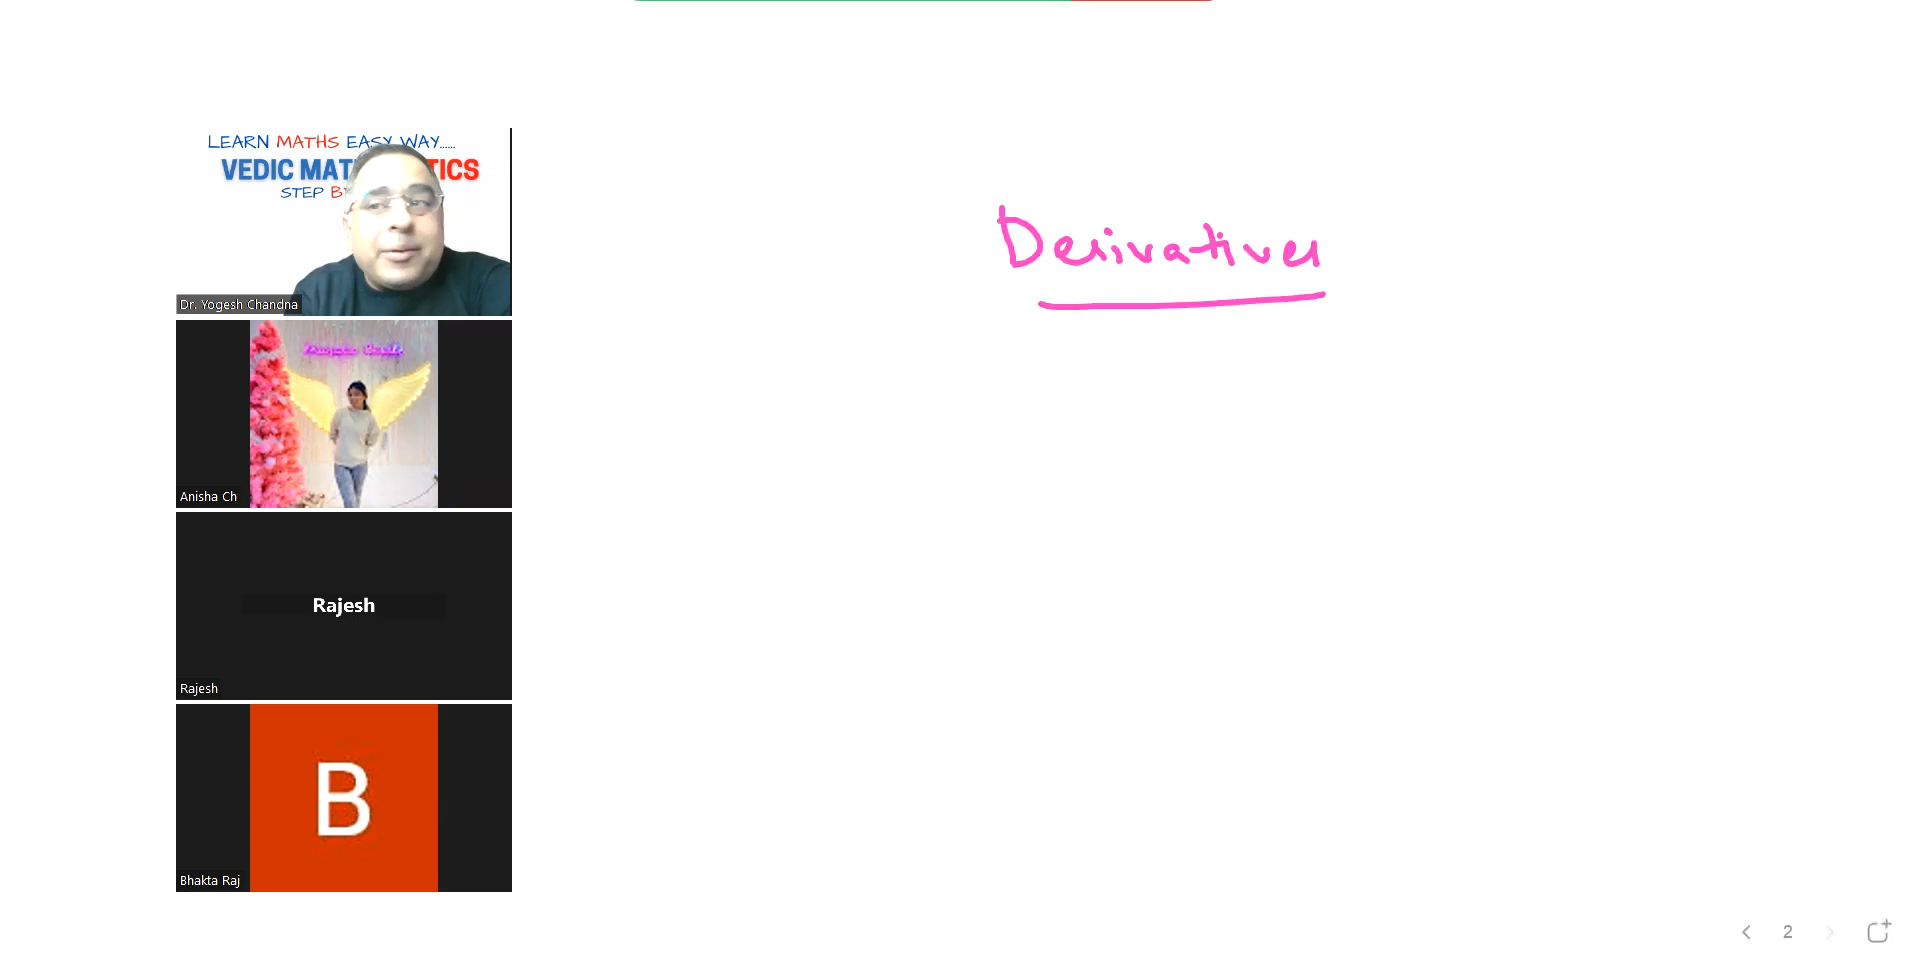 LEARN MATHS EASY WAY......
VEDIC MAT TICS
STEP
Dr. Yogesh Chandna
Anisha Ch
Rajesh
Rajesh
B
Bhakta Raj
Derivatives
2